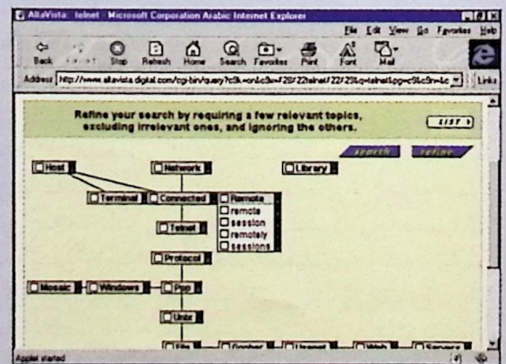 AltaVista: telnet - Microsoft Corporation Arabic Internet Explorer
File Edit View Go Favorites Help
Back Stop Refresh Home Search Favorites Print Font Mail
Address Links
Refine your search by requiring a few relevant topics,
excluding irrelevant ones, and ignoring the others.
LIST
search refine
Host Network Library
Terminal Connected Remote
remote
Telnet session
remotely
sessions
Protocol
Mosaic Windows Ppp
Unix
File Gopher Usenet Web Servers
Applet started